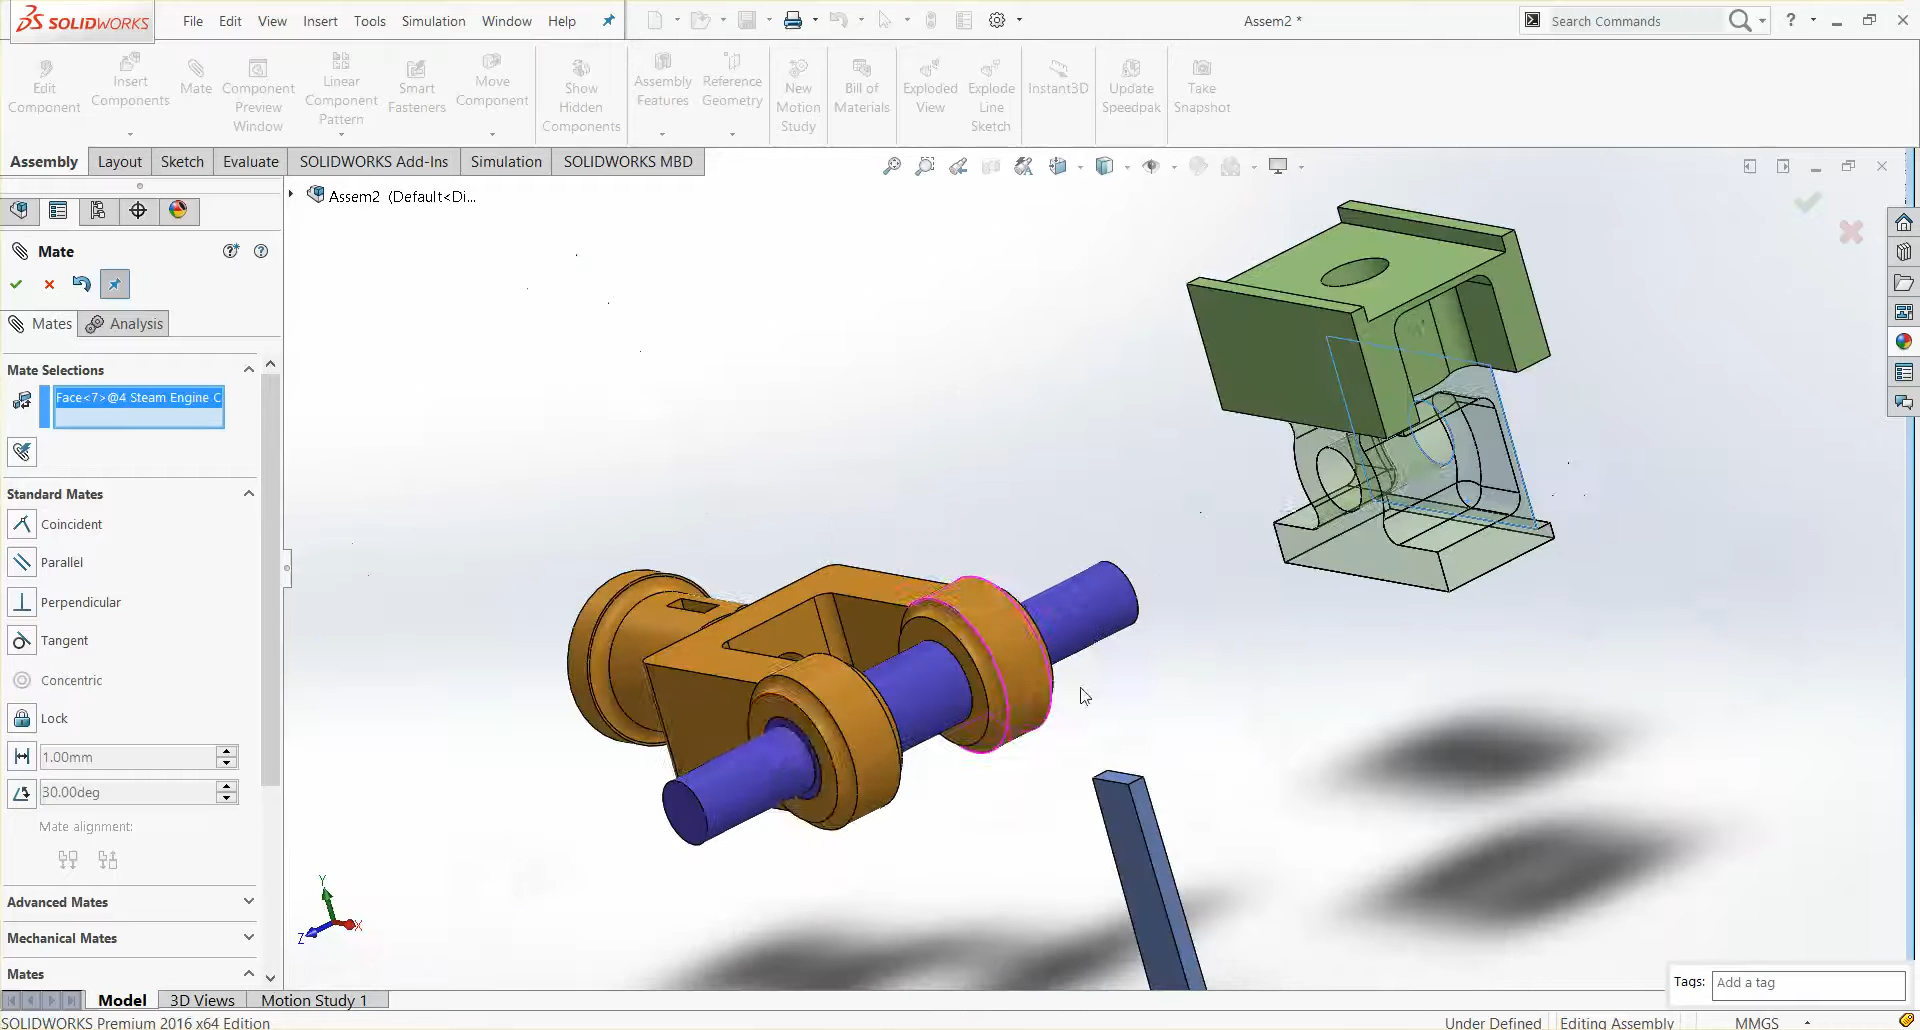 SOLIDWORKS
File Edit View Insert Tools Simulation Window Help
Assem2 *
Search Commands
?
Edit Component
Insert Components
Mate
Component Preview Window
Linear Component Pattern
Smart Fasteners
Move Component
Show Hidden Components
Assembly Features
Reference Geometry
New Motion Study
Bill of Materials
Exploded View
Explode Line Sketch
Instant3D
Update Speedpak
Take Snapshot
Assembly Layout Sketch Evaluate SOLIDWORKS Add-Ins Simulation SOLIDWORKS MBD
Assem2 (Default<Di...
Mate
Mates Analysis
Mate Selections
Face<7>@4 Steam Engine C
Standard Mates
Coincident
Parallel
Perpendicular
Tangent
Concentric
Lock
1.00mm
30.00deg
Mate alignment:
Advanced Mates
Mechanical Mates
Mates
Y
X
Z
Tags: Add a tag
Model 3D Views Motion Study 1
SOLIDWORKS Premium 2016 x64 Edition
Under Defined Editing Assembly MMGS